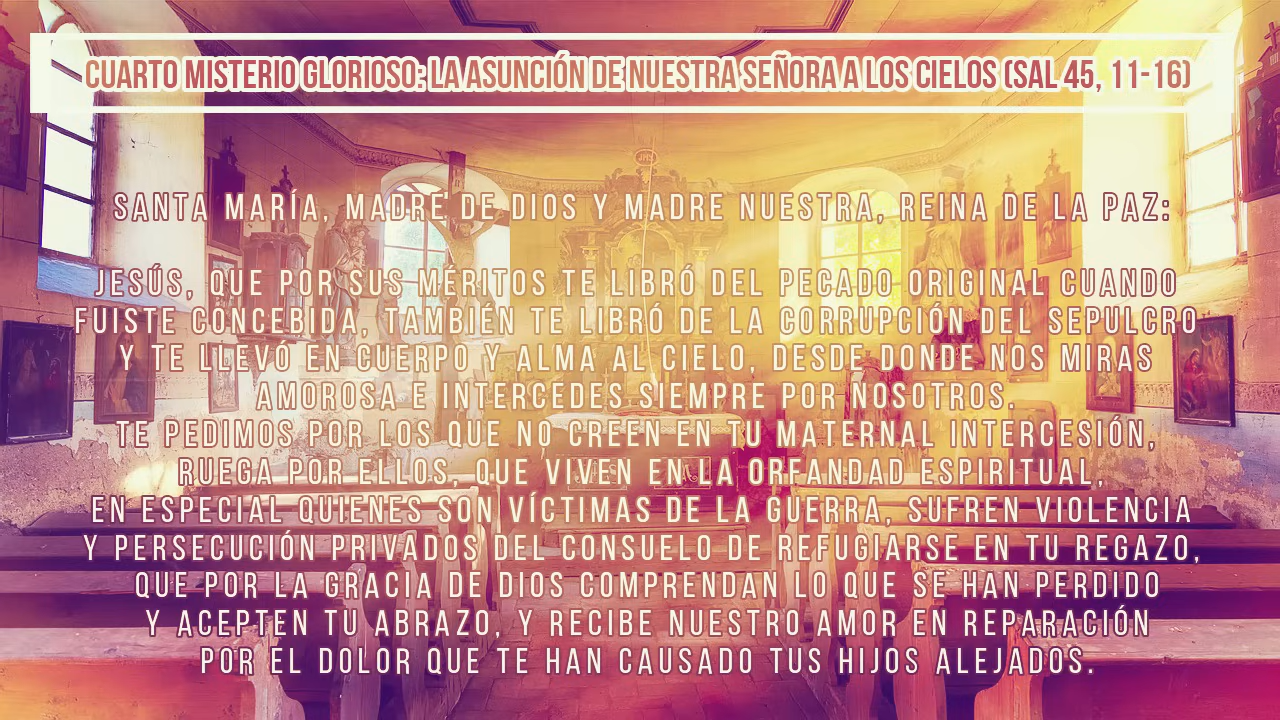 CUARTO MISTERIO GLORIOSO: LA ASUNCIÓN DE NUESTRA SEÑORA A LOS CIELOS (SAL 45, 11-16)
SANTA MARÍA, MADRE DE DIOS Y MADRE NUESTRA, REINA DE LA PAZ:
JESÚS, QUE POR SUS MÉRITOS TE LIBRÓ DEL PECADO ORIGINAL CUANDO
FUISTE CONCEBIDA, TAMBIÉN TE LIBRÓ DE LA CORRUPCIÓN DEL SEPULCRO
Y TE LLEVÓ EN CUERPO Y ALMA AL CIELO, DESDE DONDE NOS MIRAS
AMOROSA E INTERCEDES SIEMPRE POR NOSOTROS.
TE PEDIMOS POR LOS QUE NO CREEN EN TU MATERNAL INTERCESIÓN,
RUEGA POR ELLOS, QUE VIVEN EN LA ORFANDAD ESPIRITUAL,
EN ESPECIAL QUIENES SON VÍCTIMAS DE LA GUERRA, SUFREN VIOLENCIA
Y PERSECUCIÓN PRIVADOS DEL CONSUELO DE REFUGIARSE EN TU REGAZO,
QUE POR LA GRACIA DE DIOS COMPRENDAN LO QUE SE HAN PERDIDO
Y ACEPTEN TU ABRAZO, Y RECIBE NUESTRO AMOR EN REPARACIÓN
POR EL DOLOR QUE TE HAN CAUSADO TUS HIJOS ALEJADOS.